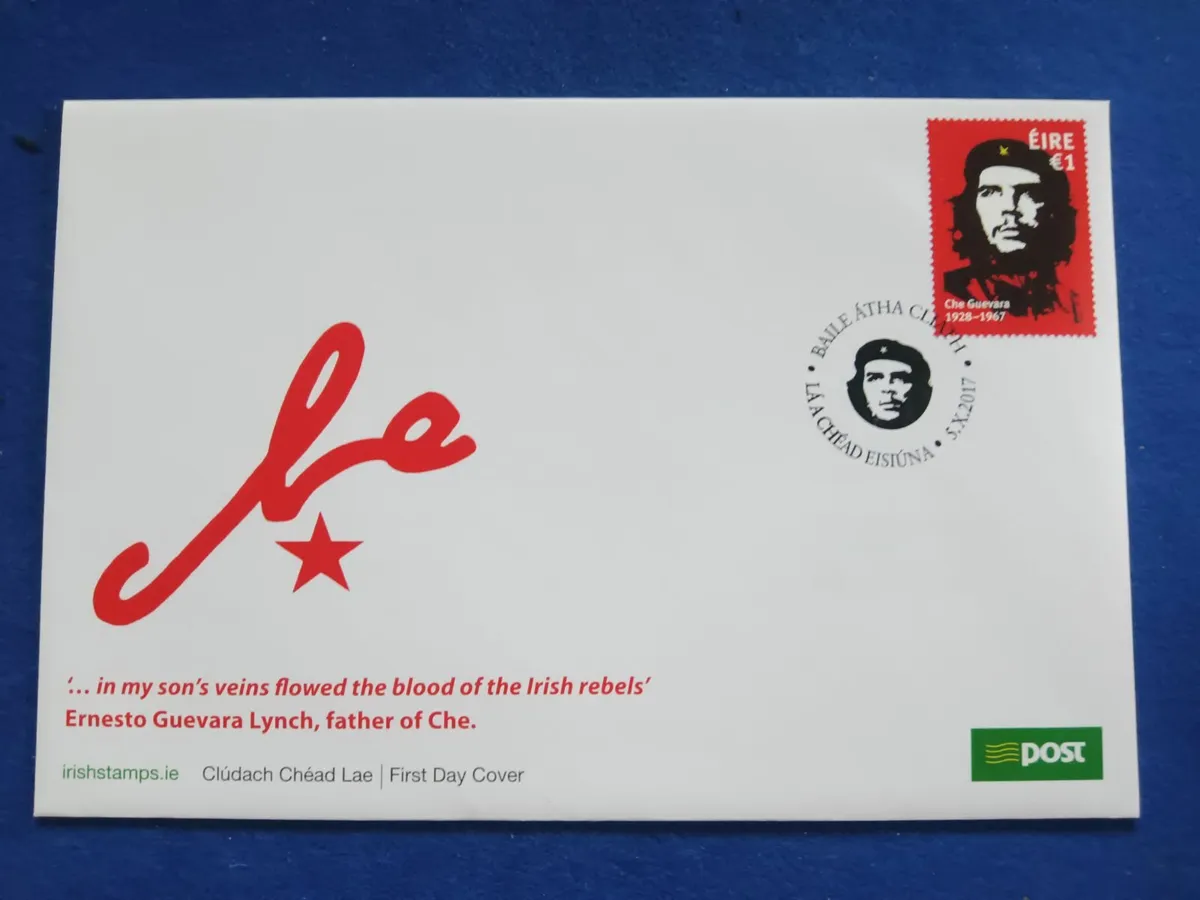 ÉIRE
€1
Che Guevara
1928–1967
BAILE ÁTHA CLIATH • 5.X.2017 • LÁ A CHÉAD EISIÚNA •
Che
‘... in my son’s veins flowed the blood of the Irish rebels’
Ernesto Guevara Lynch, father of Che.
irishstamps.ie Clúdach Chéad Lae | First Day Cover
post